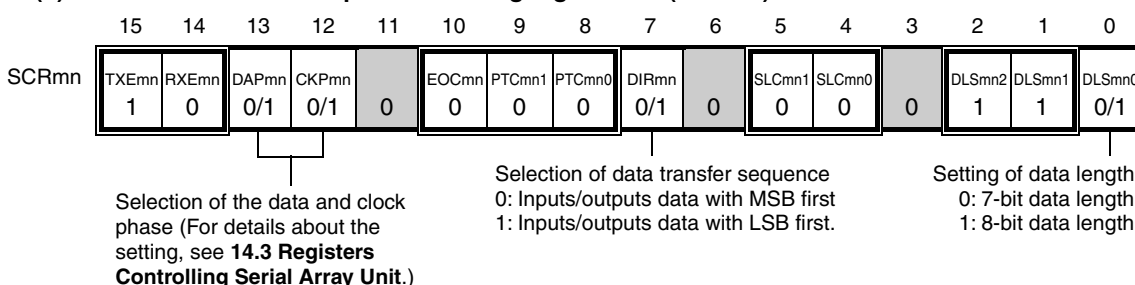 15 14 13 12 11 10 9 8 7 6 5 4 3 2 1 0
SCRmn
TXEmn RXEmn DAPmn CKPmn EOCmn PTCmn1 PTCmn0 DIRmn SLCmn1 SLCmn0 DLSmn2 DLSmn1 DLSmn0
1 0 0/1 0/1 0 0 0 0 0/1 0 0 0 0 1 1 0/1
Selection of the data and clock
phase (For details about the
setting, see 14.3 Registers
Controlling Serial Array Unit.)
Selection of data transfer sequence
0: Inputs/outputs data with MSB first
1: Inputs/outputs data with LSB first.
Setting of data length
0: 7-bit data length
1: 8-bit data length